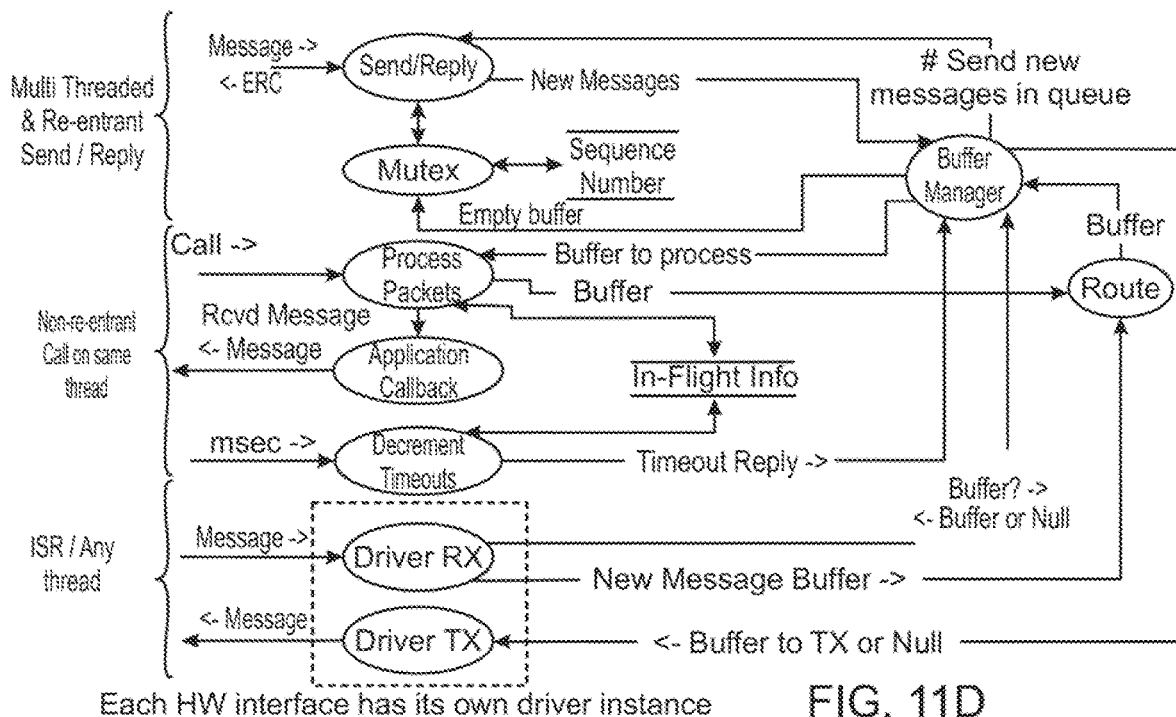 Message ->
<- ERC
Send/Reply
New Messages
# Send new
messages in queue
Multi Threaded
& Re-entrant
Send / Reply
Mutex
Sequence
Number
Buffer
Manager
Empty buffer
Buffer
Call ->
Process
Packets
Buffer to process
Buffer
Route
Rcvd Message
<- Message
Non-re-entrant
Call on same
thread
Application
Callback
In-Flight Info
msec ->
Decrement
Timeouts
Timeout Reply ->
Buffer? ->
<- Buffer or Null
ISR / Any
thread
Message ->
Driver RX
New Message Buffer ->
<- Message
Driver TX
<- Buffer to TX or Null
Each HW interface has its own driver instance
FIG. 11D